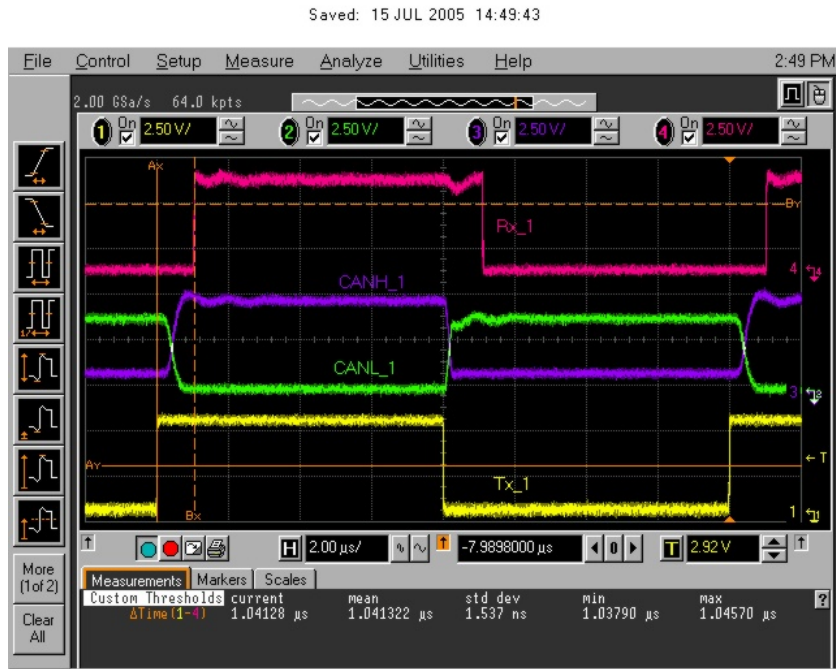 Saved: 15 JUL 2005 14:49:43
File Control Setup Measure Analyze Utilities Help 2:49 PM
2.00 GSa/s 64.0 kpts
1 On 2.50 V/ 2 On 2.50 V/ 3 On 2.50 V/ 4 On 2.50 V/
Ax
By
Rx_1
4 4
CANH_1
CANL_1
3 2
Ay T
Tx_1
1 1
Bx
H 2.00 µs/ -7.9898000 µs 0 T 2.92 V
More
(1of 2)
Clear
All
Measurements Markers Scales
Custom Thresholds current mean std dev min max ?
ΔTime(1-4) 1.04128 µs 1.041322 µs 1.537 ns 1.03790 µs 1.04570 µs